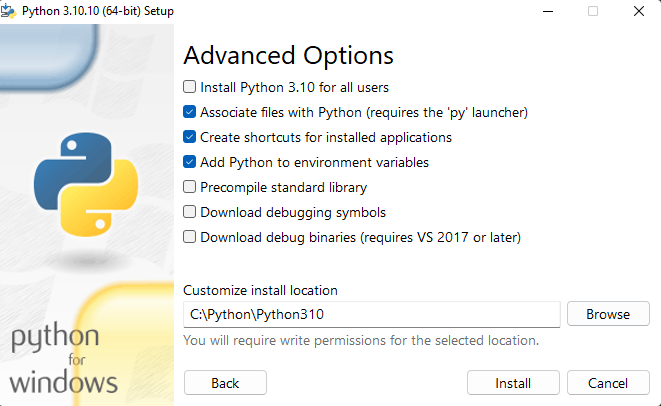 Python 3.10.10 (64-bit) Setup
Advanced Options
Install Python 3.10 for all users
Associate files with Python (requires the 'py' launcher)
Create shortcuts for installed applications
Add Python to environment variables
Precompile standard library
Download debugging symbols
Download debug binaries (requires VS 2017 or later)
Customize install location
C:\Python\Python310
Browse
You will require write permissions for the selected location.
python
for
windows
Back
Install
Cancel